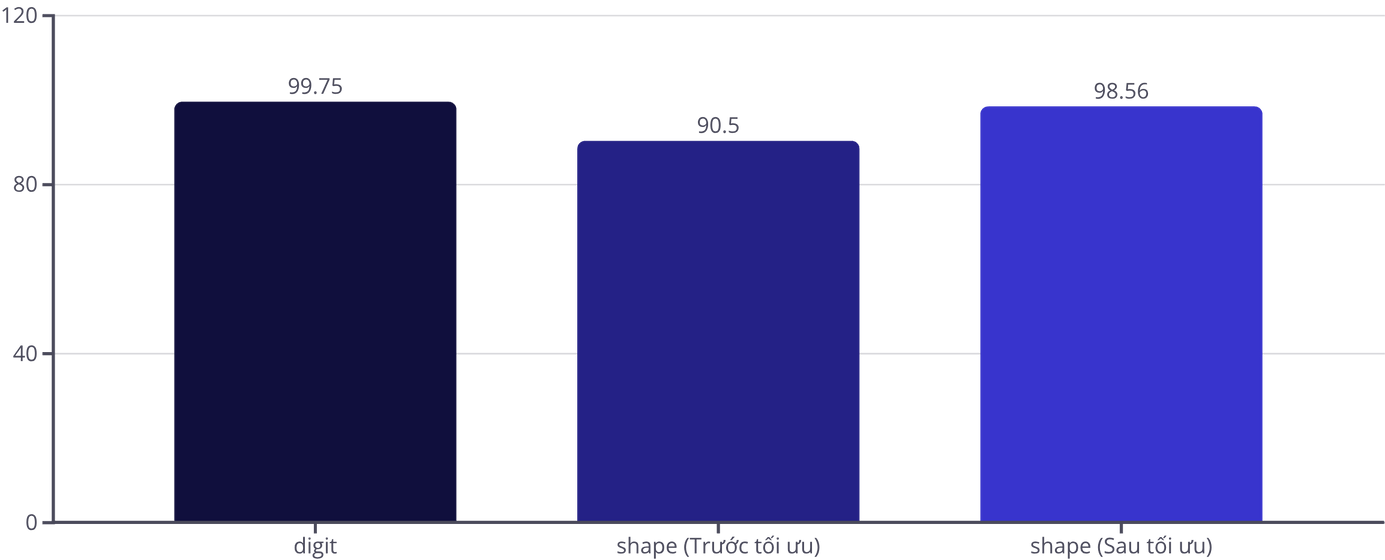 120
99.75
98.56
90.5
80
40
0
digit
shape (Trước tối ưu)
shape (Sau tối ưu)